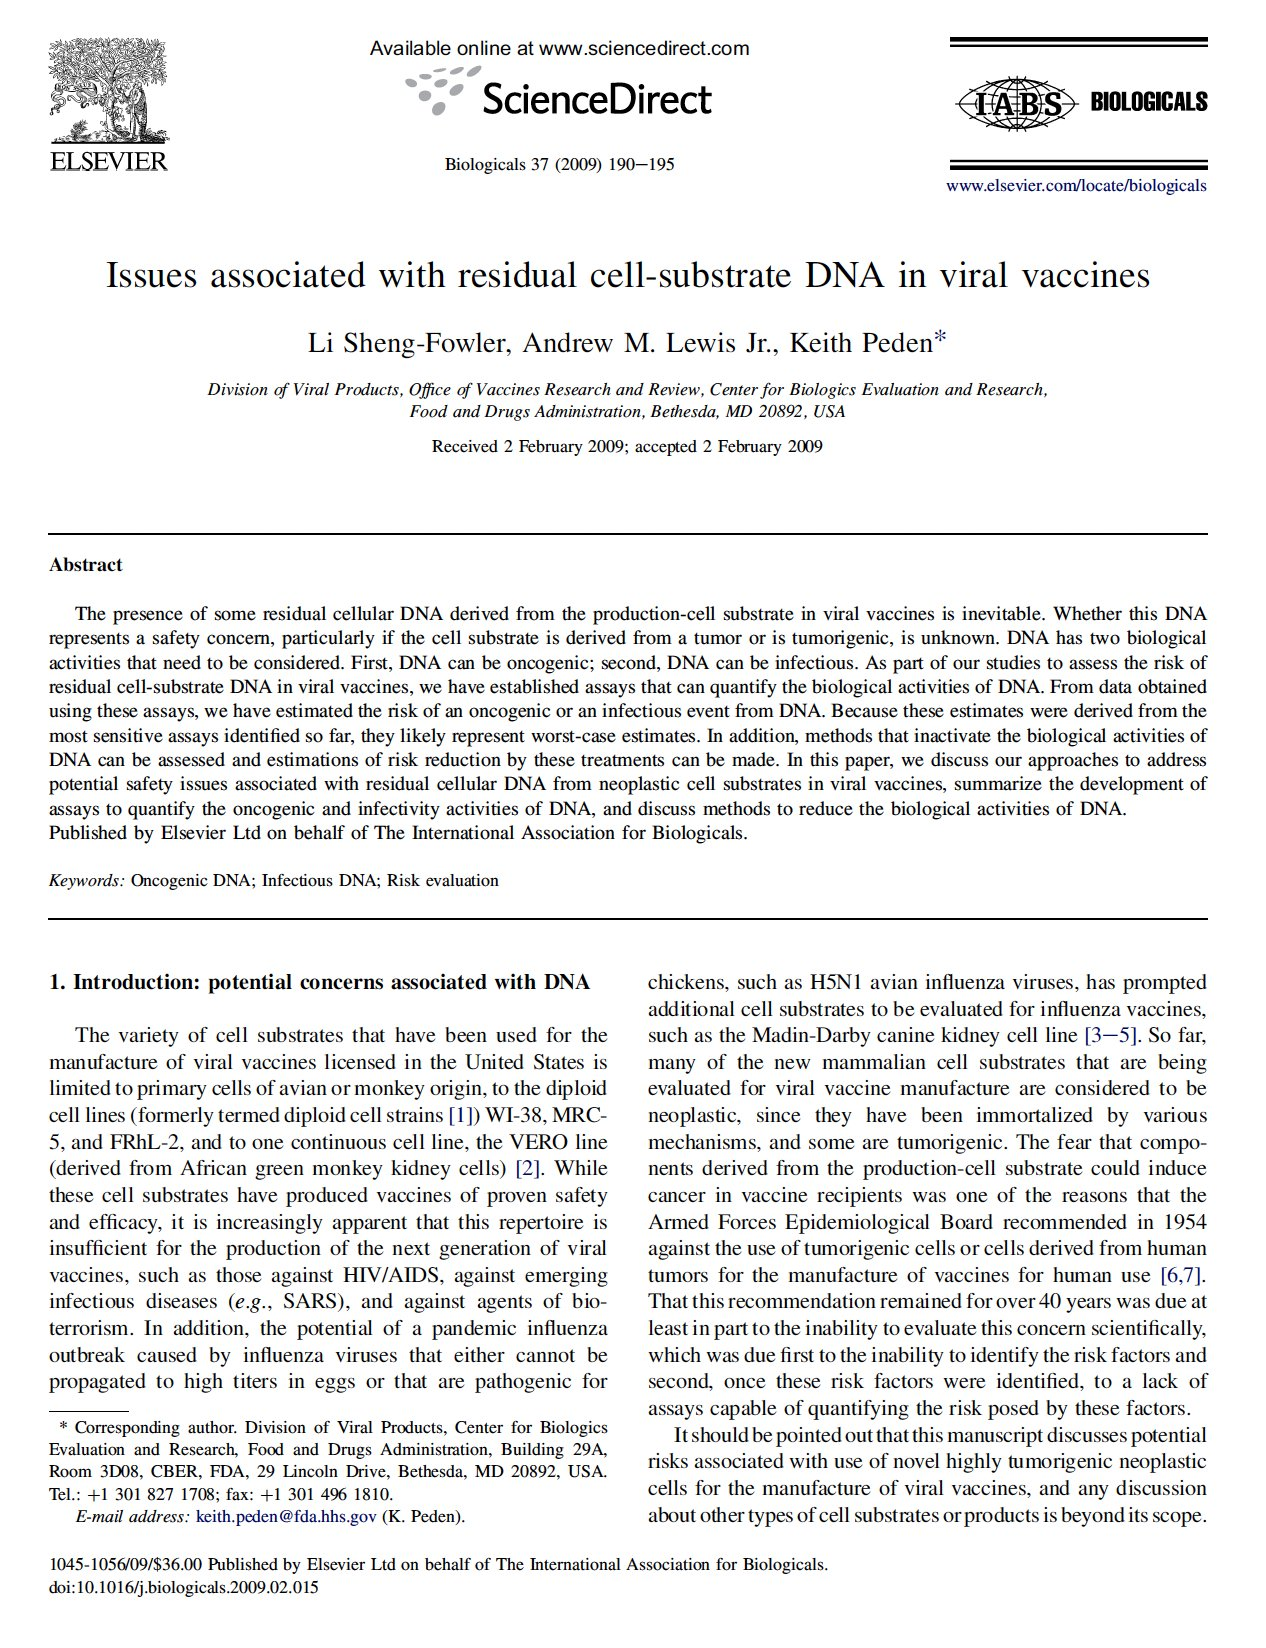 Available online at www.sciencedirect.com
ScienceDirect
ELSEVIER
Biologicals 37 (2009) 190–195
IABS BIOLOGICALS
www.elsevier.com/locate/biologicals
Issues associated with residual cell-substrate DNA in viral vaccines
Li Sheng-Fowler, Andrew M. Lewis Jr., Keith Peden*
Division of Viral Products, Office of Vaccines Research and Review, Center for Biologics Evaluation and Research,
Food and Drugs Administration, Bethesda, MD 20892, USA
Received 2 February 2009; accepted 2 February 2009
Abstract
The presence of some residual cellular DNA derived from the production-cell substrate in viral vaccines is inevitable. Whether this DNA
represents a safety concern, particularly if the cell substrate is derived from a tumor or is tumorigenic, is unknown. DNA has two biological
activities that need to be considered. First, DNA can be oncogenic; second, DNA can be infectious. As part of our studies to assess the risk of
residual cell-substrate DNA in viral vaccines, we have established assays that can quantify the biological activities of DNA. From data obtained
using these assays, we have estimated the risk of an oncogenic or an infectious event from DNA. Because these estimates were derived from the
most sensitive assays identified so far, they likely represent worst-case estimates. In addition, methods that inactivate the biological activities of
DNA can be assessed and estimations of risk reduction by these treatments can be made. In this paper, we discuss our approaches to address
potential safety issues associated with residual cellular DNA from neoplastic cell substrates in viral vaccines, summarize the development of
assays to quantify the oncogenic and infectivity activities of DNA, and discuss methods to reduce the biological activities of DNA.
Published by Elsevier Ltd on behalf of The International Association for Biologicals.
Keywords: Oncogenic DNA; Infectious DNA; Risk evaluation
1. Introduction: potential concerns associated with DNA
The variety of cell substrates that have been used for the
manufacture of viral vaccines licensed in the United States is
limited to primary cells of avian or monkey origin, to the diploid
cell lines (formerly termed diploid cell strains [1]) WI-38, MRC-
5, and FRhL-2, and to one continuous cell line, the VERO line
(derived from African green monkey kidney cells) [2]. While
these cell substrates have produced vaccines of proven safety
and efficacy, it is increasingly apparent that this repertoire is
insufficient for the production of the next generation of viral
vaccines, such as those against HIV/AIDS, against emerging
infectious diseases (e.g., SARS), and against agents of bio-
terrorism. In addition, the potential of a pandemic influenza
outbreak caused by influenza viruses that either cannot be
propagated to high titers in eggs or that are pathogenic for
* Corresponding author. Division of Viral Products, Center for Biologics
Evaluation and Research, Food and Drugs Administration, Building 29A,
Room 3D08, CBER, FDA, 29 Lincoln Drive, Bethesda, MD 20892, USA.
Tel.: +1 301 827 1708; fax: +1 301 496 1810.
E-mail address: keith.peden@fda.hhs.gov (K. Peden).
chickens, such as H5N1 avian influenza viruses, has prompted
additional cell substrates to be evaluated for influenza vaccines,
such as the Madin-Darby canine kidney cell line [3–5]. So far,
many of the new mammalian cell substrates that are being
evaluated for viral vaccine manufacture are considered to be
neoplastic, since they have been immortalized by various
mechanisms, and some are tumorigenic. The fear that compo-
nents derived from the production-cell substrate could induce
cancer in vaccine recipients was one of the reasons that the
Armed Forces Epidemiological Board recommended in 1954
against the use of tumorigenic cells or cells derived from human
tumors for the manufacture of vaccines for human use [6,7].
That this recommendation remained for over 40 years was due at
least in part to the inability to evaluate this concern scientifically,
which was due first to the inability to identify the risk factors and
second, once these risk factors were identified, to a lack of
assays capable of quantifying the risk posed by these factors.
It should be pointed out that this manuscript discusses potential
risks associated with use of novel highly tumorigenic neoplastic
cells for the manufacture of viral vaccines, and any discussion
about other types of cell substrates or products is beyond its scope.
1045-1056/09/$36.00 Published by Elsevier Ltd on behalf of The International Association for Biologicals.
doi:10.1016/j.biologicals.2009.02.015